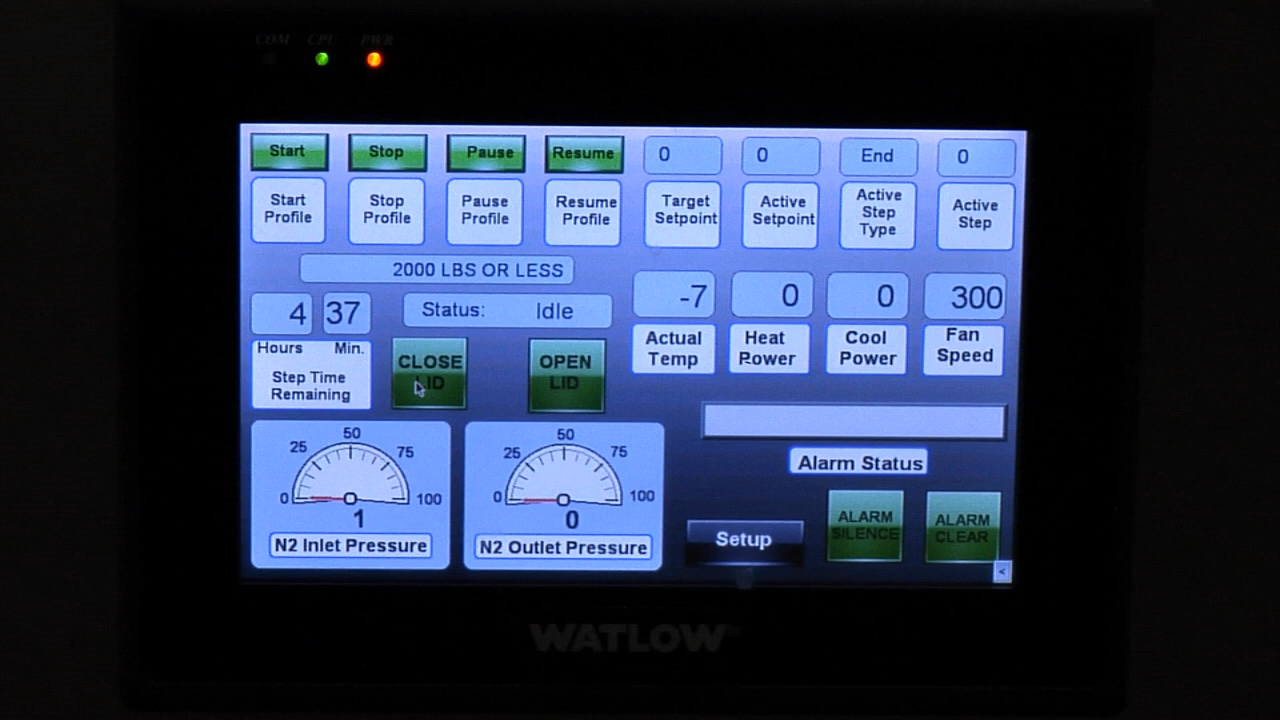 COM CPU PWR
Start Stop Pause Resume 0 0 End 0
Start
Profile
Stop
Profile
Pause
Profile
Resume
Profile
Target
Setpoint
Active
Setpoint
Active
Step
Type
Active
Step
2000 LBS OR LESS
4 37
Status: Idle
-7 0 0 300
Hours Min.
Step Time
Remaining
CLOSE
LID
OPEN
LID
Actual
Temp
Heat
Power
Cool
Power
Fan
Speed
0 25 50 75 100
1
N2 Inlet Pressure
0 25 50 75 100
0
N2 Outlet Pressure
Alarm Status
Setup
ALARM
SILENCE
ALARM
CLEAR
<
WATLOW